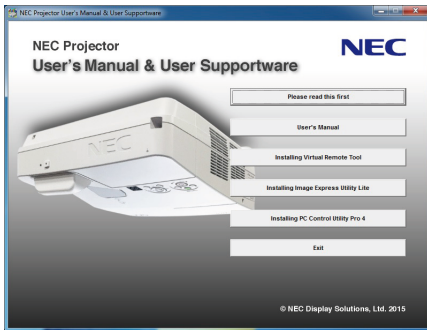 NEC Projector User's Manual & User Supportware
NEC Projector
NEC
User's Manual & User Supportware
Please read this first
User's Manual
NEC
Installing Virtual Remote Tool
Installing Image Express Utility Lite
Installing PC Control Utility Pro 4
Exit
© NEC Display Solutions, Ltd. 2015